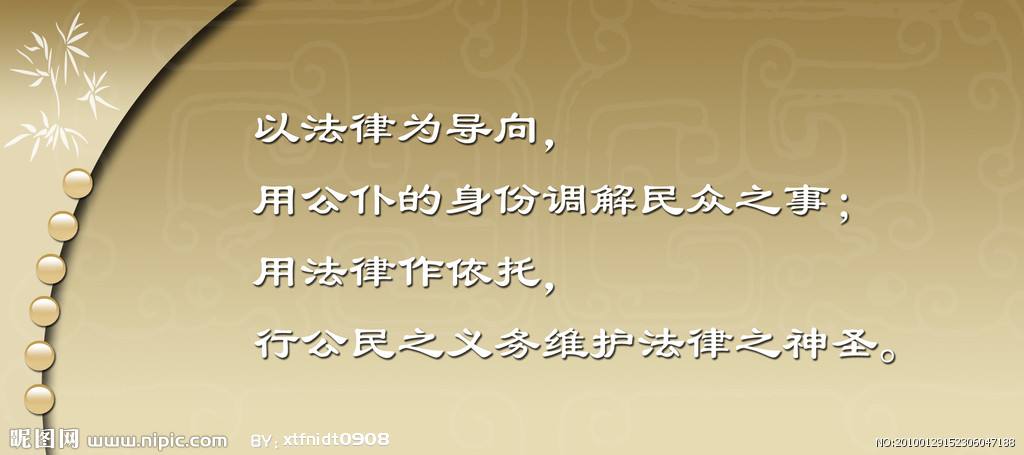 以法律为导向，
用公仆的身份调解民众之事；
用法律作依托，
行公民之义务维护法律之神圣。
昵图网 www.nipic.com BY：xtfnidt0908
NO:20100129152306047188